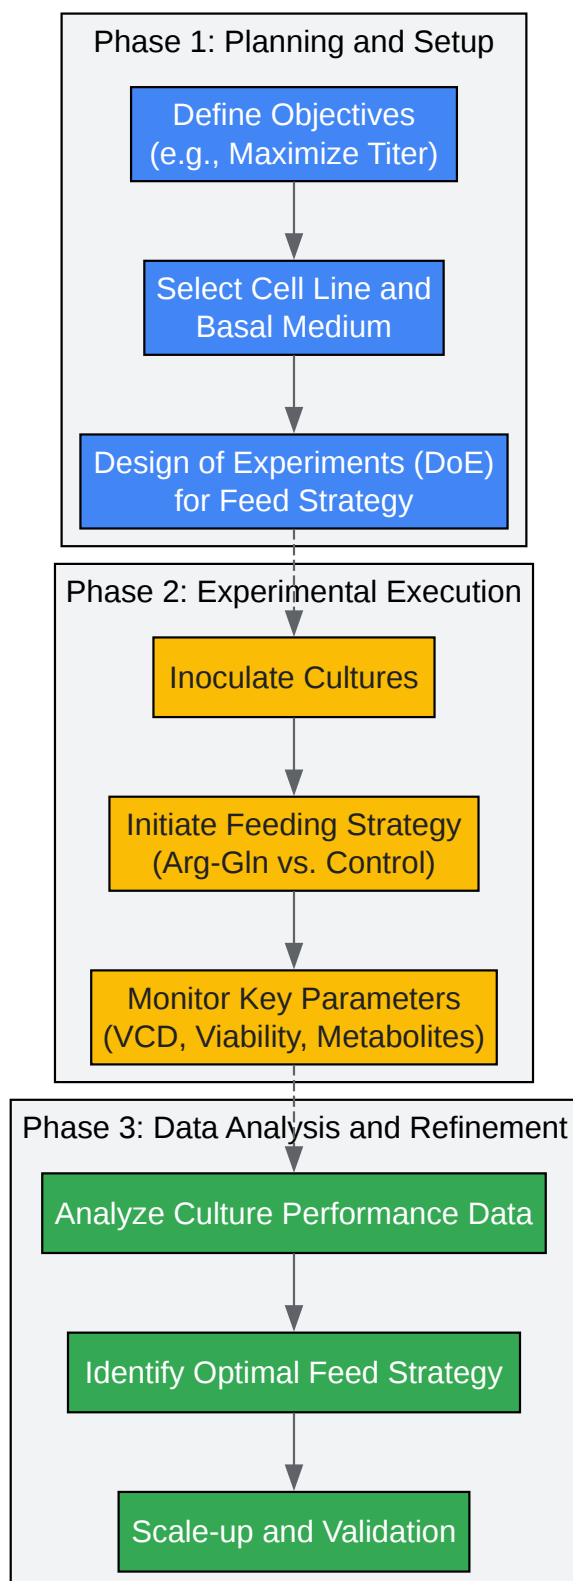 Phase 1: Planning and Setup
Define Objectives
(e.g., Maximize Titer)
Select Cell Line and
Basal Medium
Design of Experiments (DoE)
for Feed Strategy
Phase 2: Experimental Execution
Inoculate Cultures
Initiate Feeding Strategy
(Arg-Gln vs. Control)
Monitor Key Parameters
(VCD, Viability, Metabolites)
Phase 3: Data Analysis and Refinement
Analyze Culture Performance Data
Identify Optimal Feed Strategy
Scale-up and Validation